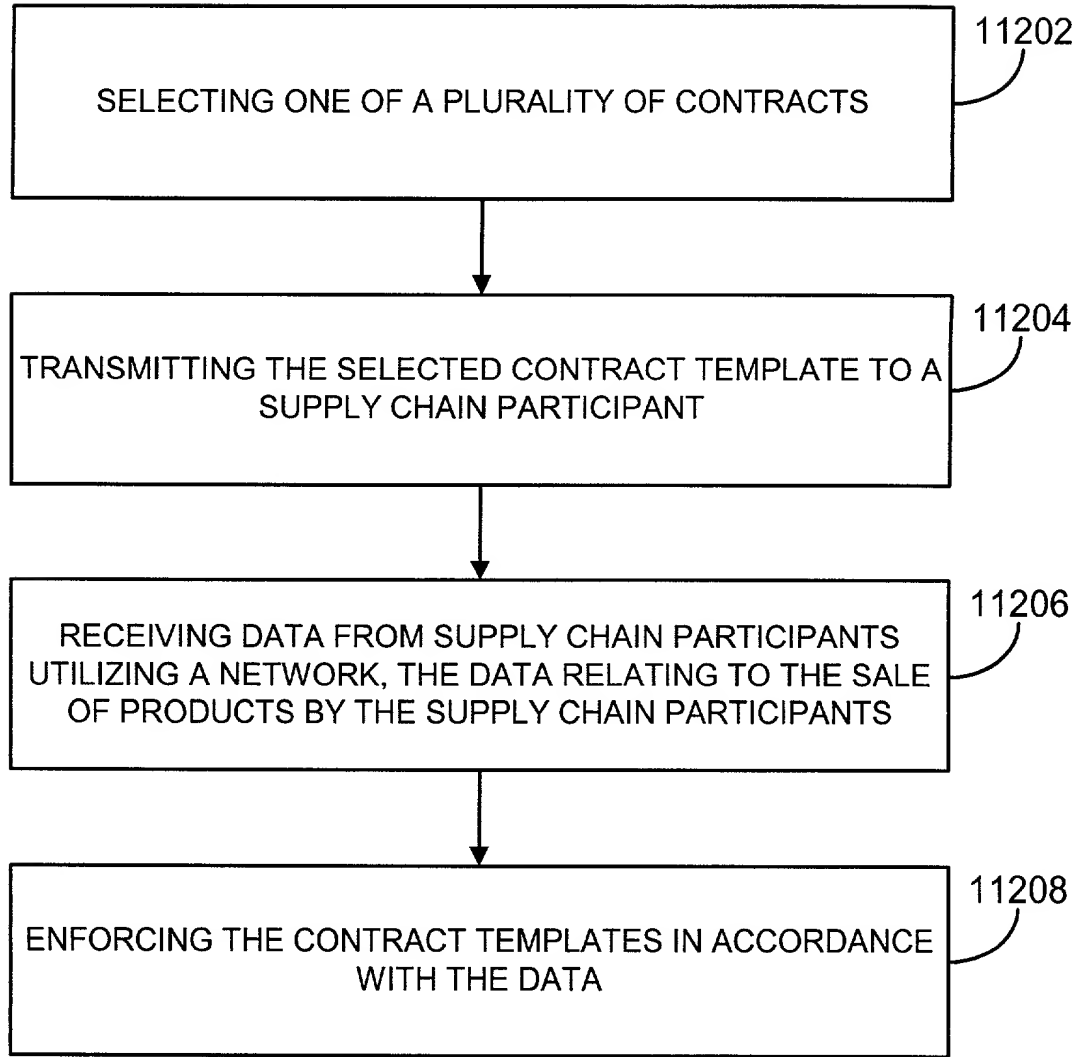 11202
SELECTING ONE OF A PLURALITY OF CONTRACTS
11204
TRANSMITTING THE SELECTED CONTRACT TEMPLATE TO A
SUPPLY CHAIN PARTICIPANT
11206
RECEIVING DATA FROM SUPPLY CHAIN PARTICIPANTS
UTILIZING A NETWORK, THE DATA RELATING TO THE SALE
OF PRODUCTS BY THE SUPPLY CHAIN PARTICIPANTS
11208
ENFORCING THE CONTRACT TEMPLATES IN ACCORDANCE
WITH THE DATA